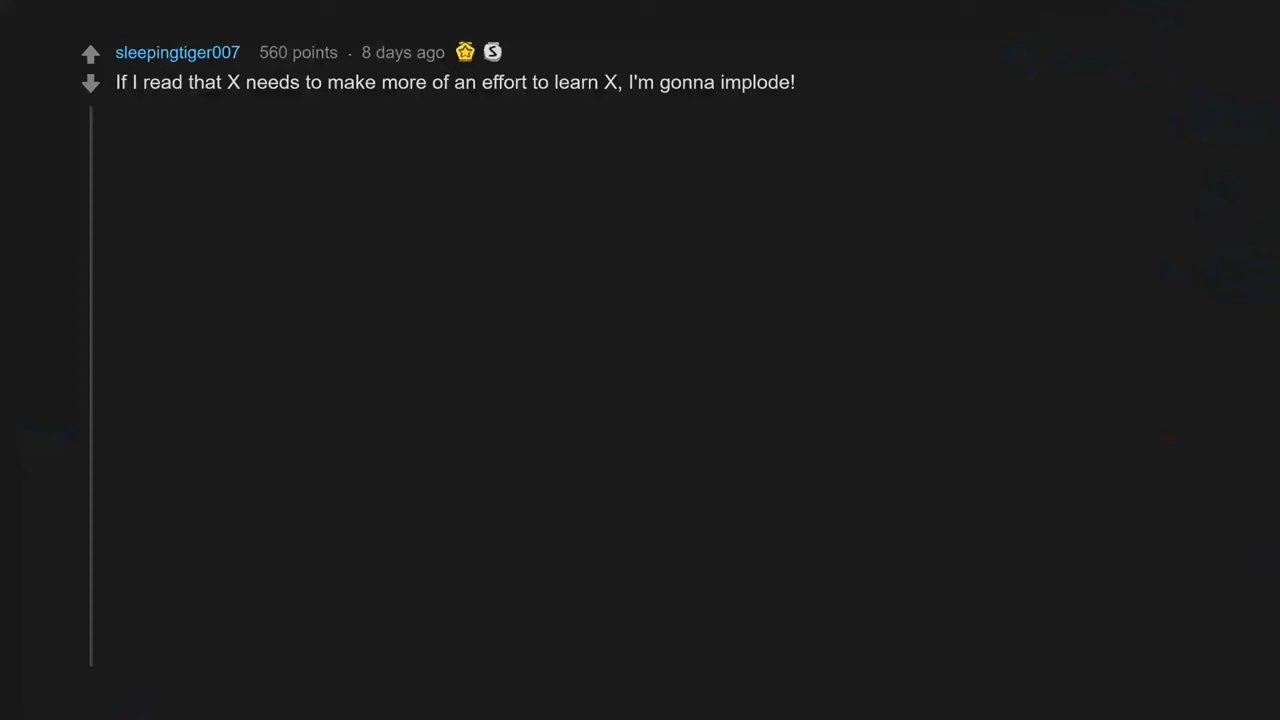 sleepingtiger007 560 points . 8 days ago
If I read that X needs to make more of an effort to learn X, I'm gonna implode!